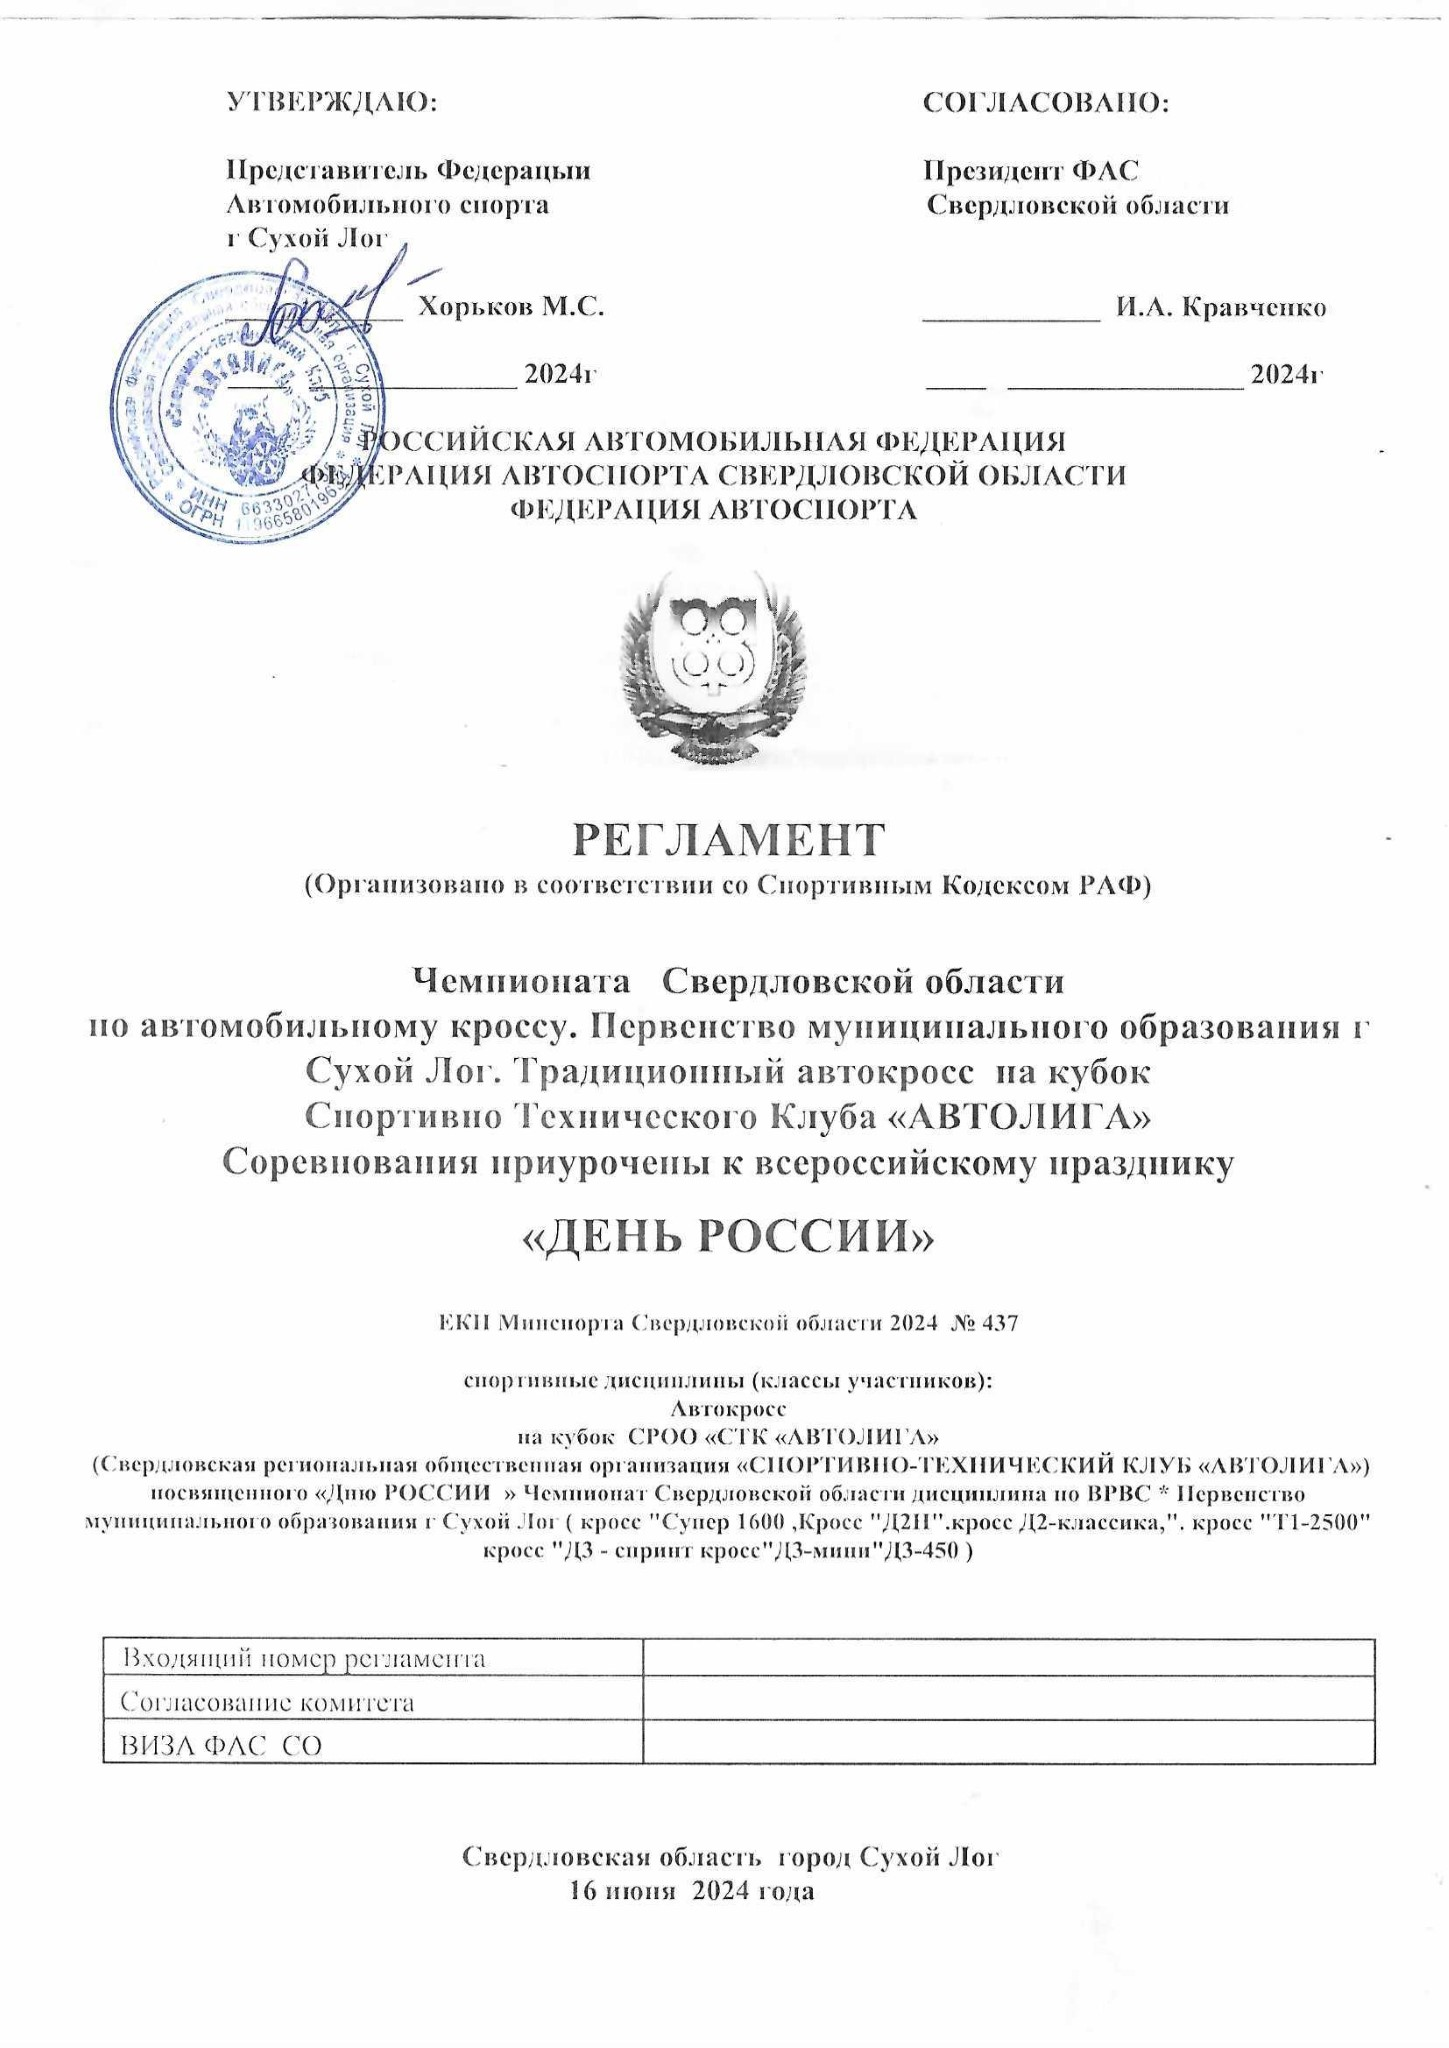 УТВЕРЖДАЮ: СОГЛАСОВАНО:
Представитель Федерацыи Президент ФАС
Автомобильного спорта Свердловской области
г Сухой Лог
Хорьков М.С. И.А. Кравченко
2024г 2024г
РОССИЙСКАЯ АВТОМОБИЛЬНАЯ ФЕДЕРАЦИЯ
ФЕДЕРАЦИЯ АВТОСПОРТА СВЕРДЛОВСКОЙ ОБЛАСТИ
ФЕДЕРАЦИЯ АВТОСПОРТА
«АВТОЛИГА»
ИНН
ОГРН
РЕГЛАМЕНТ
(Организовано в соответствии со Спортивным Кодексом РАФ)
Чемпионата Свердловской области
по автомобильному кроссу. Первенство муниципального образования г
Сухой Лог. Традиционный автокросс на кубок
Спортивно Технического Клуба «АВТОЛИГА»
Соревнования приурочены к всероссийскому празднику
«ДЕНЬ РОССИИ»
ЕКП Минспорта Свердловской области 2024 № 437
спортивные дисциплины (классы участников):
Автокросс
на кубок СРОО «СТК «АВТОЛИГА»
(Свердловская региональная общественная организация «СПОРТИВНО-ТЕХНИЧЕСКИЙ КЛУБ «АВТОЛИГА»)
посвященного «Дню РОССИИ » Чемпионат Свердловской области дисциплина по ВРВС * Первенство
муниципального образования г Сухой Лог ( кросс "Супер 1600 ,Кросс "Д2Н".кросс Д2-классика,". кросс "Т1-2500"
кросс "Д3 - спринт кросс"Д3-мини"Д3-450 )
Входящий номер регламента
Согласование комитета
ВИЗА ФАС СО
Свердловская область город Сухой Лог
16 июня 2024 года